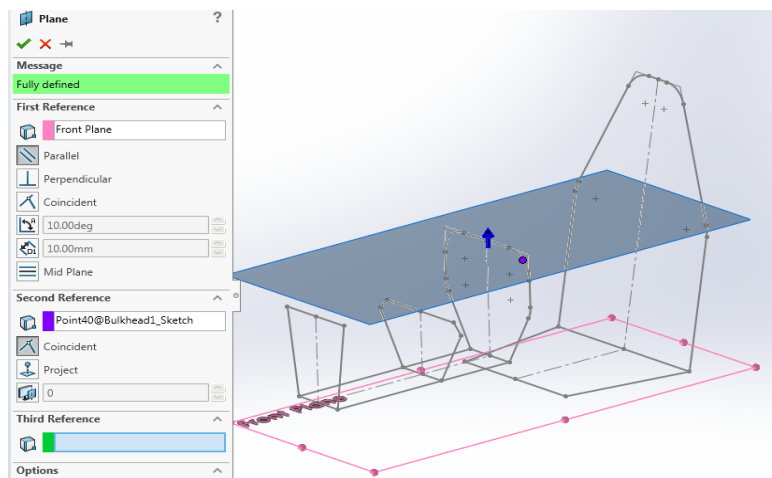 Plane
?
Message
Fully defined
First Reference
Front Plane
Parallel
Perpendicular
Coincident
10.00deg
10.00mm
Mid Plane
Second Reference
Point40@Bulkhead1_Sketch
Coincident
Project
0
Third Reference
Options